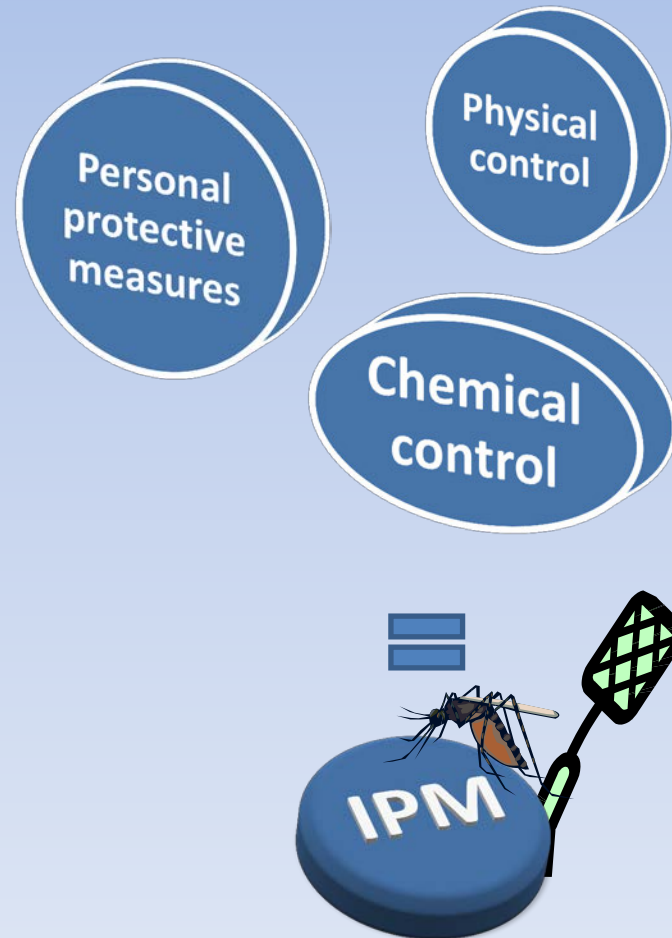 Personal
protective
measures
Physical
control
Chemical
control
IPM